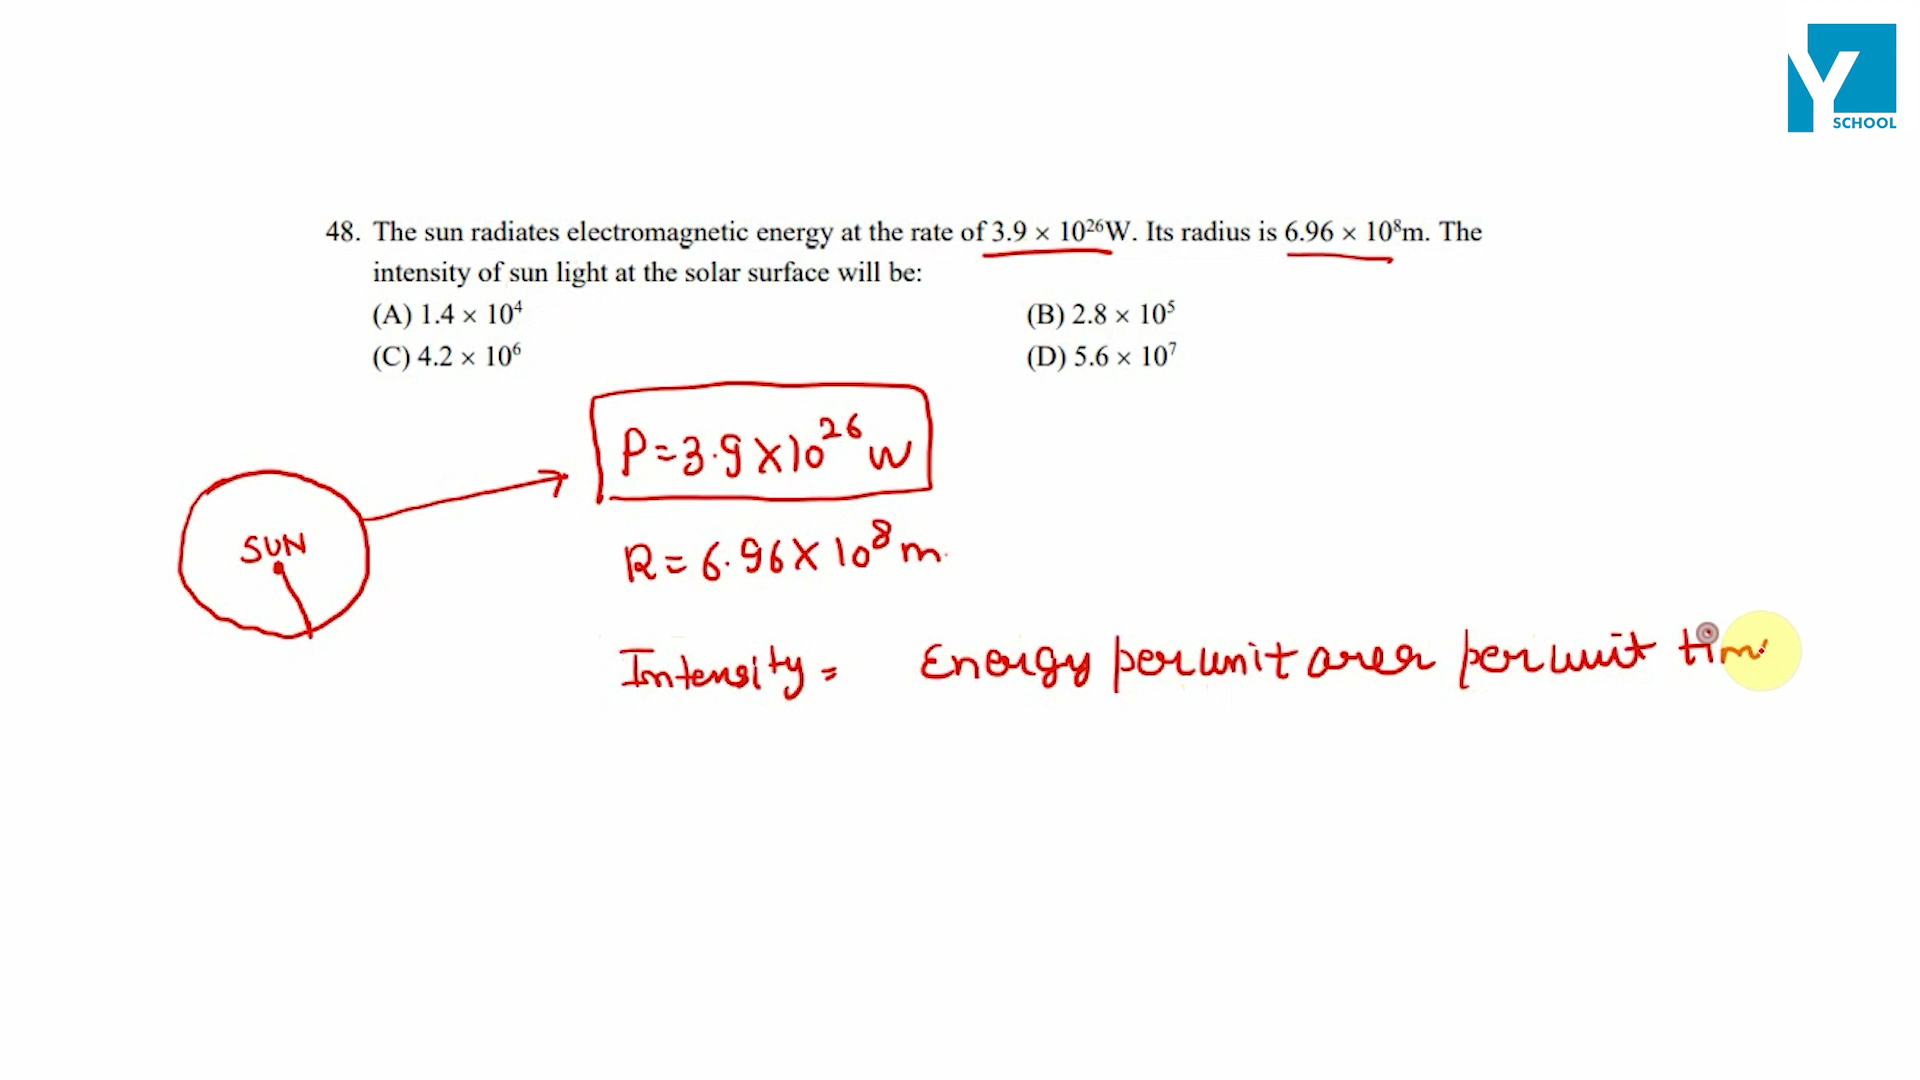 Y
SCHOOL
48. The sun radiates electromagnetic energy at the rate of 3.9 × 10²⁶W. Its radius is 6.96 × 10⁸m. The
intensity of sun light at the solar surface will be:
(A) 1.4 × 10⁴ (B) 2.8 × 10⁵
(C) 4.2 × 10⁶ (D) 5.6 × 10⁷
P=3.9×10²⁶ W
SUN
R=6.96×10⁸ m.
Intensity = Energy per unit area per unit tim